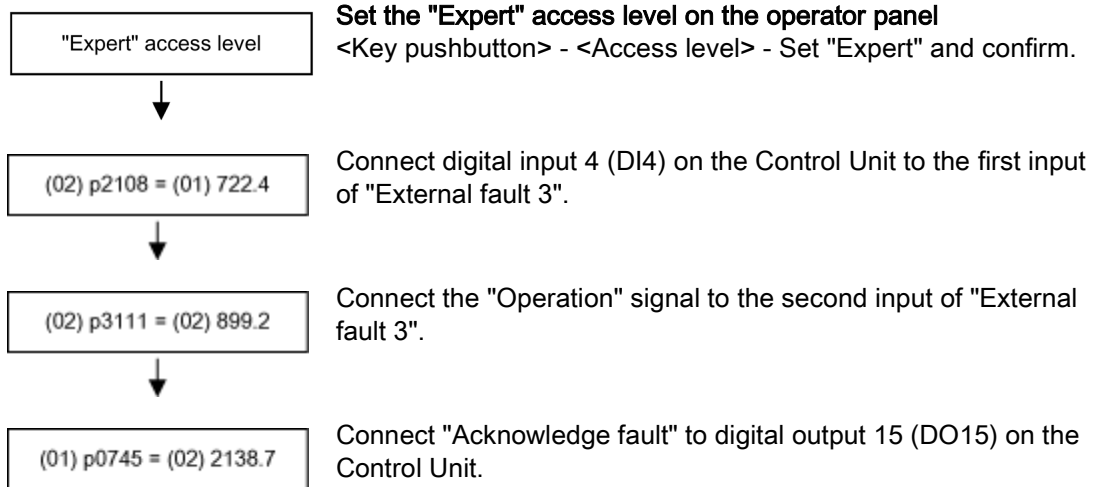 Set the "Expert" access level on the operator panel
"Expert" access level
<Key pushbutton> - <Access level> - Set "Expert" and confirm.
(02) p2108 = (01) 722.4
Connect digital input 4 (DI4) on the Control Unit to the first input
of "External fault 3".
(02) p3111 = (02) 899.2
Connect the "Operation" signal to the second input of "External
fault 3".
(01) p0745 = (02) 2138.7
Connect "Acknowledge fault" to digital output 15 (DO15) on the
Control Unit.